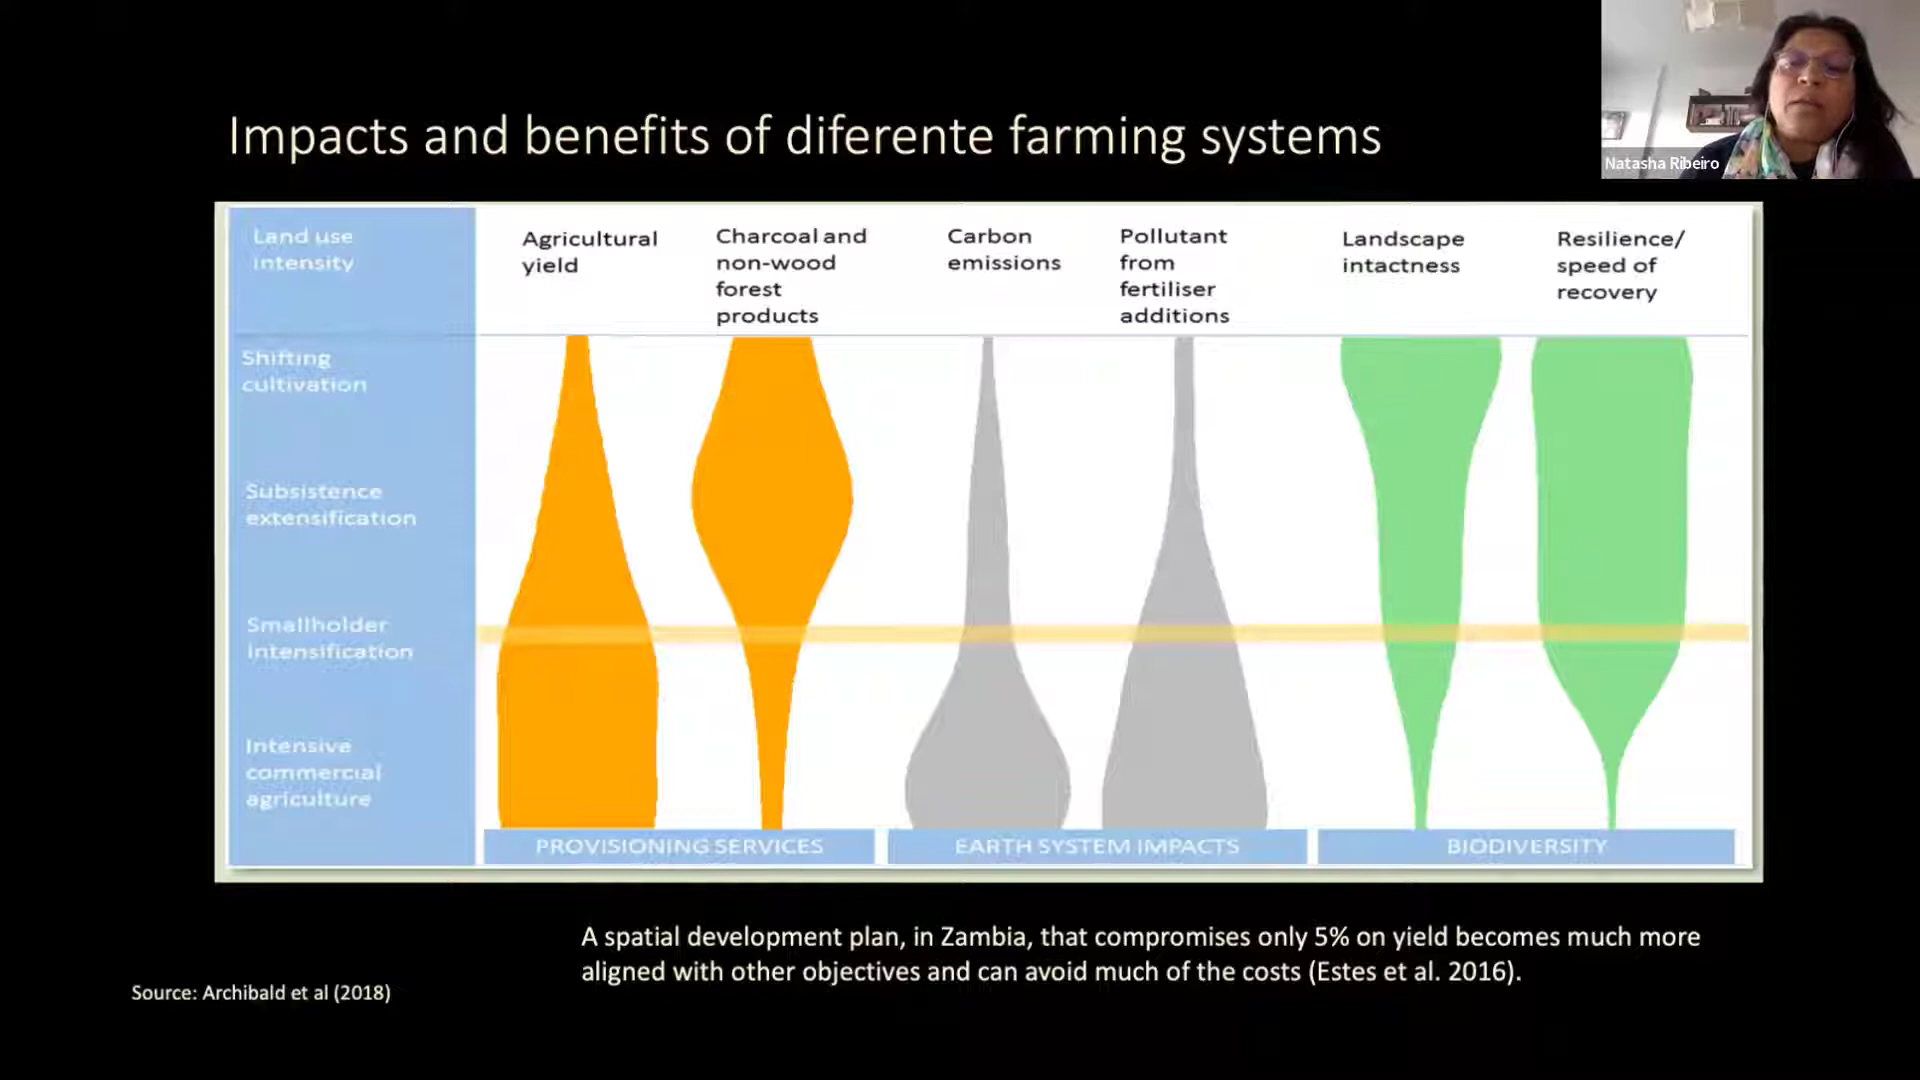 Impacts and benefits of diferente farming systems
Natasha Ribeiro
Land use
intensity
Agricultural
yield
Charcoal and
non-wood
forest
products
Carbon
emissions
Pollutant
from
fertiliser
additions
Landscape
intactness
Resilience/
speed of
recovery
Shifting
cultivation
Subsistence
extensification
Smallholder
Intensification
Intensive
commercial
agriculture
PROVISIONING SERVICES
EARTH SYSTEM IMPACTS
BIODIVERSITY
A spatial development plan, in Zambia, that compromises only 5% on yield becomes much more
aligned with other objectives and can avoid much of the costs (Estes et al. 2016).
Source: Archibald et al (2018)